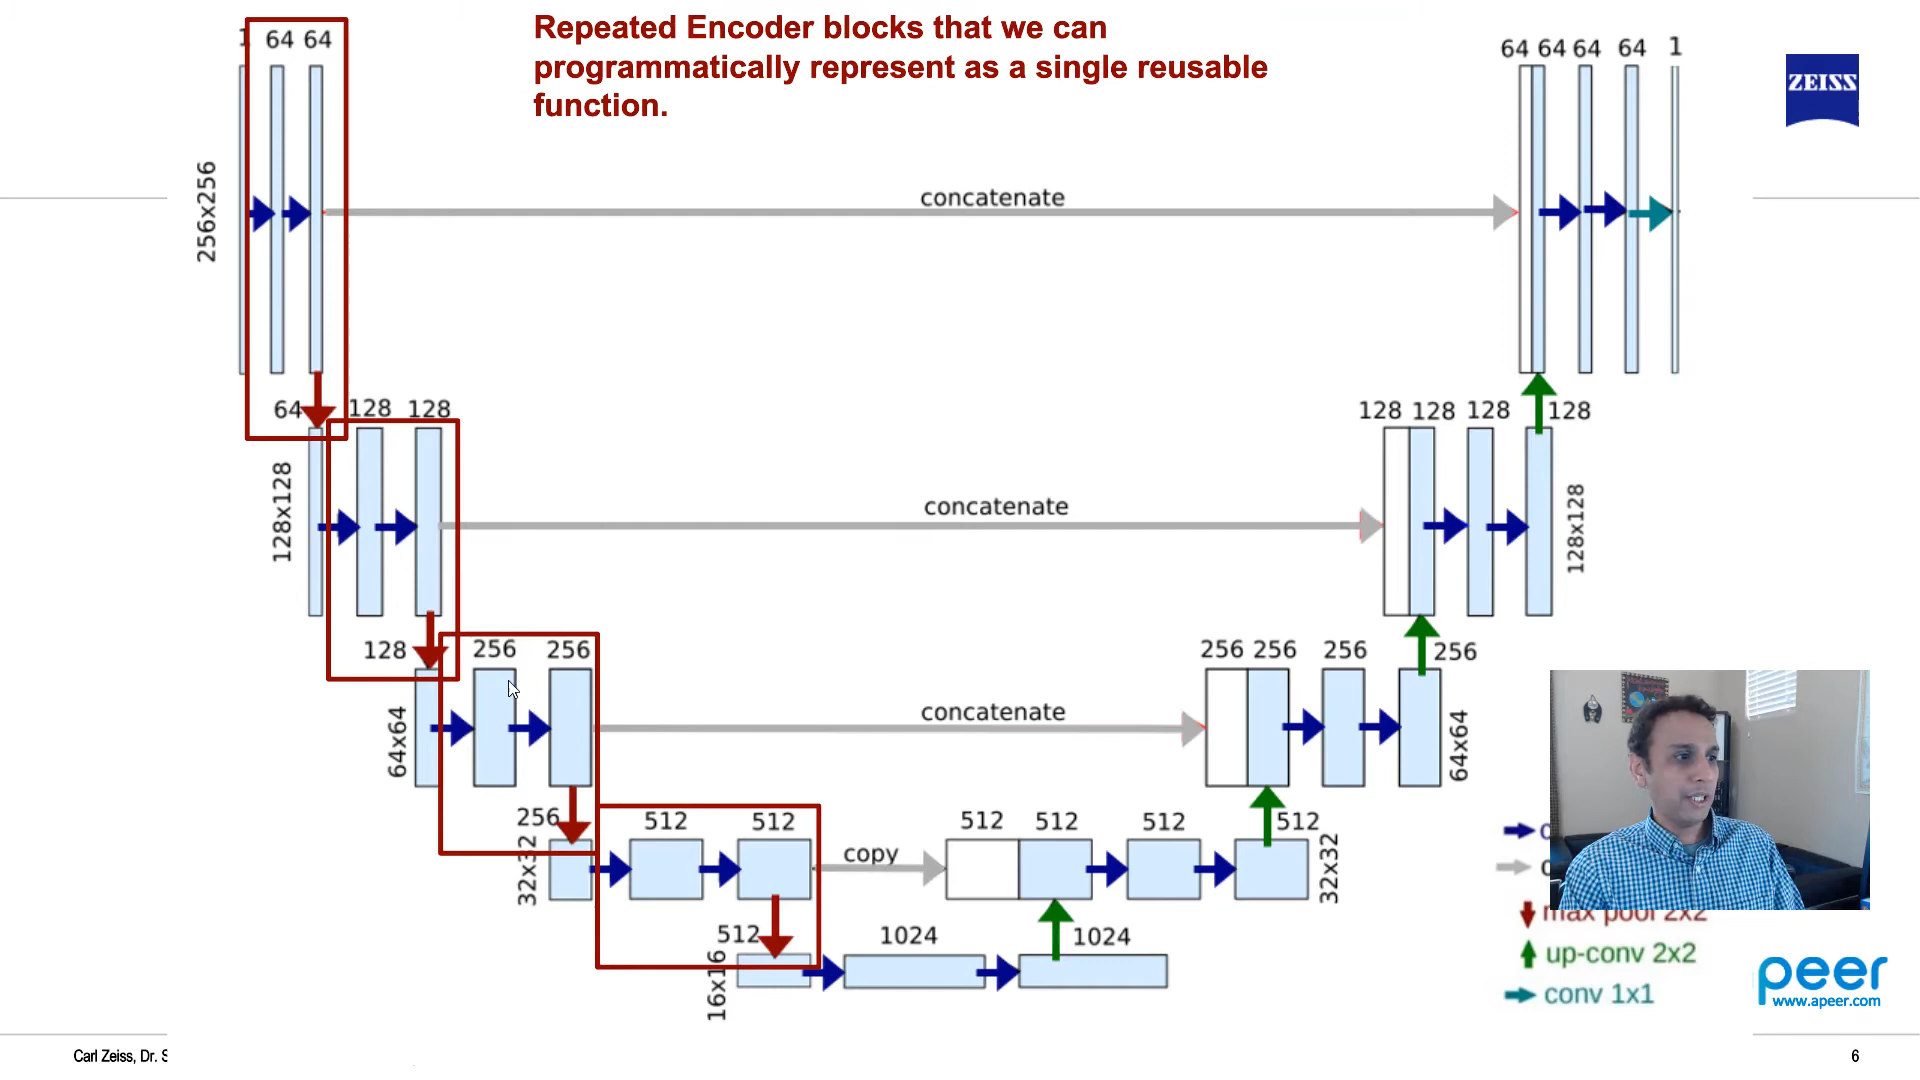 Repeated Encoder blocks that we can
programmatically represent as a single reusable
function.
ZEISS
64 64
64 64 64 64 1
256x256
concatenate
64 128 128
128 128 128 128
128x128
concatenate
128x128
128 256 256
256 256 256 256
64x64
concatenate
64x64
256 512 512
512 512 512 512
32x32
copy
32x32
512 1024 1024
16x16
max pool 2x2
up-conv 2x2
conv 1x1
peer
www.apeer.com
Carl Zeiss, Dr.
6